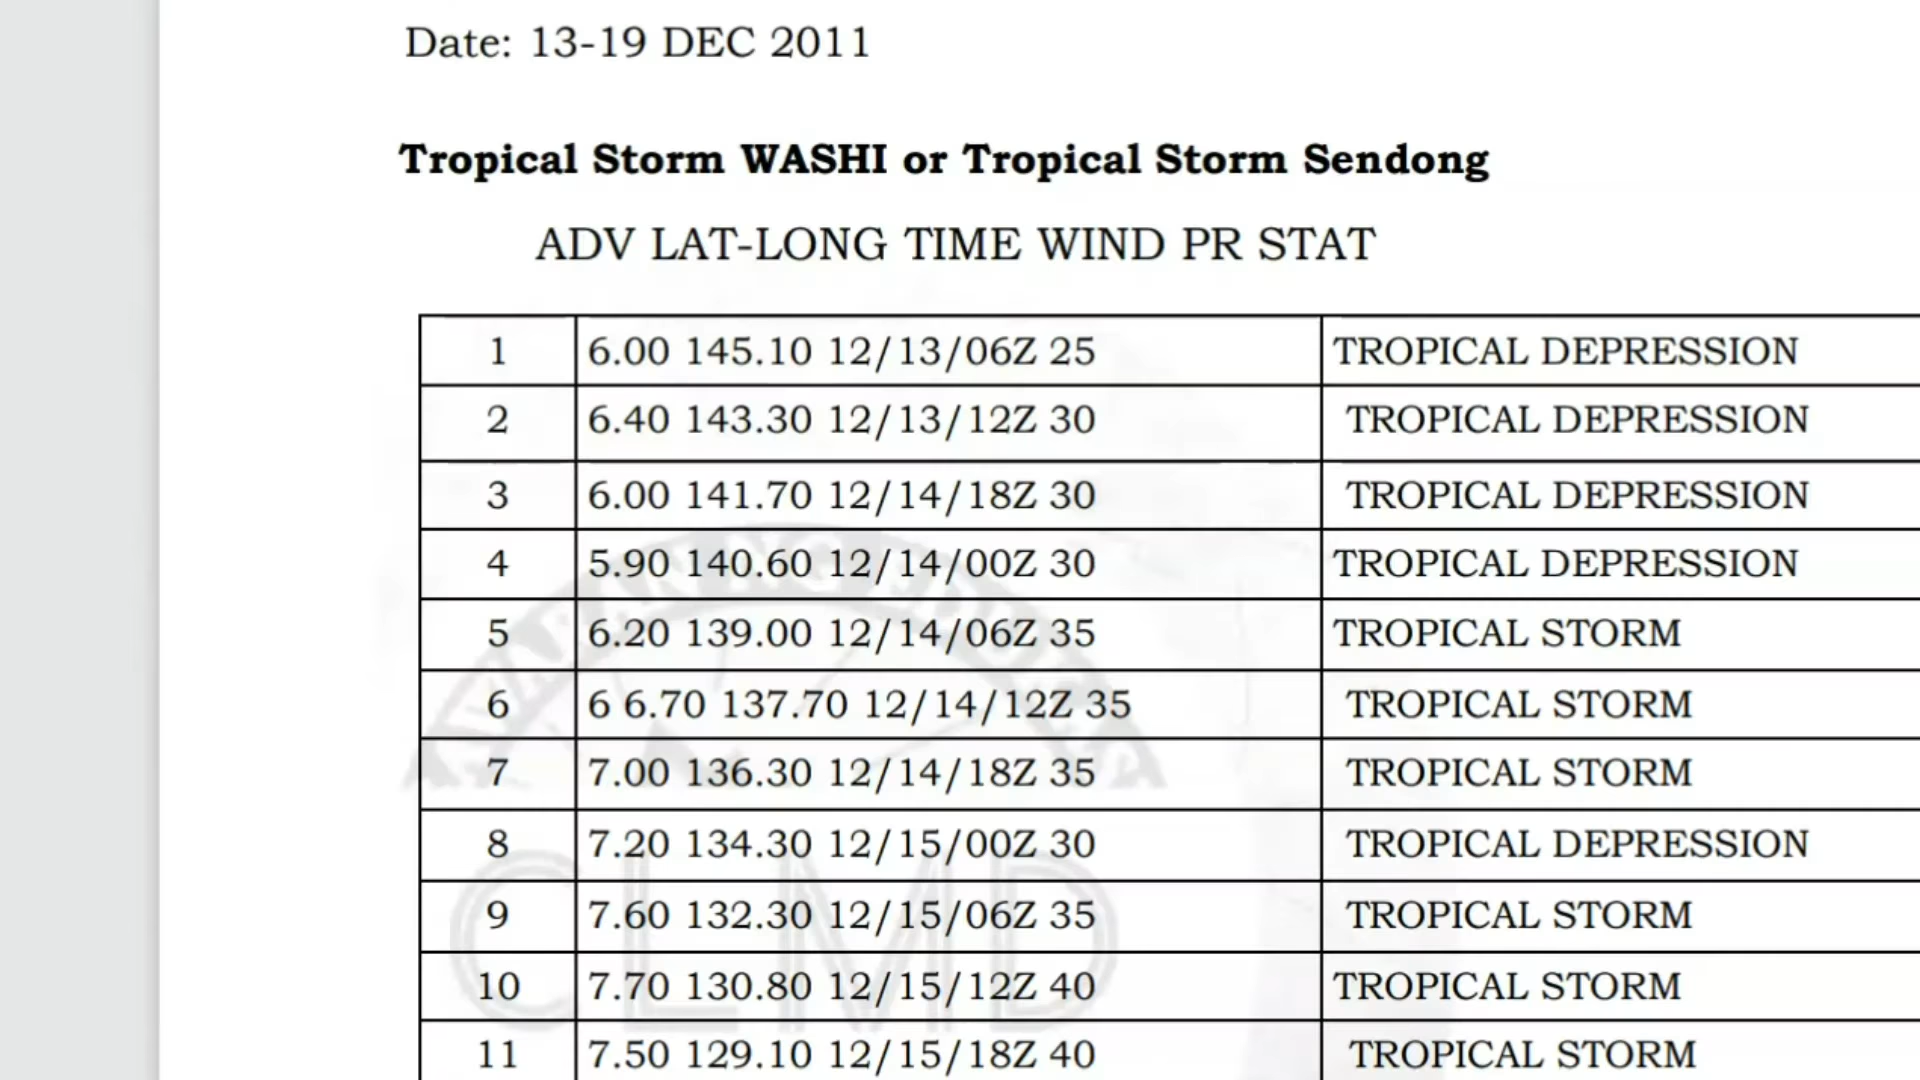 Date: 13-19 DEC 2011
Tropical Storm WASHI or Tropical Storm Sendong
ADV LAT-LONG TIME WIND PR STAT
1 6.00 145.10 12/13/06Z 25 TROPICAL DEPRESSION
2 6.40 143.30 12/13/12Z 30 TROPICAL DEPRESSION
3 6.00 141.70 12/14/18Z 30 TROPICAL DEPRESSION
4 5.90 140.60 12/14/00Z 30 TROPICAL DEPRESSION
5 6.20 139.00 12/14/06Z 35 TROPICAL STORM
6 6 6.70 137.70 12/14/12Z 35 TROPICAL STORM
7 7.00 136.30 12/14/18Z 35 TROPICAL STORM
8 7.20 134.30 12/15/00Z 30 TROPICAL DEPRESSION
9 7.60 132.30 12/15/06Z 35 TROPICAL STORM
10 7.70 130.80 12/15/12Z 40 TROPICAL STORM
11 7.50 129.10 12/15/18Z 40 TROPICAL STORM
CLMD